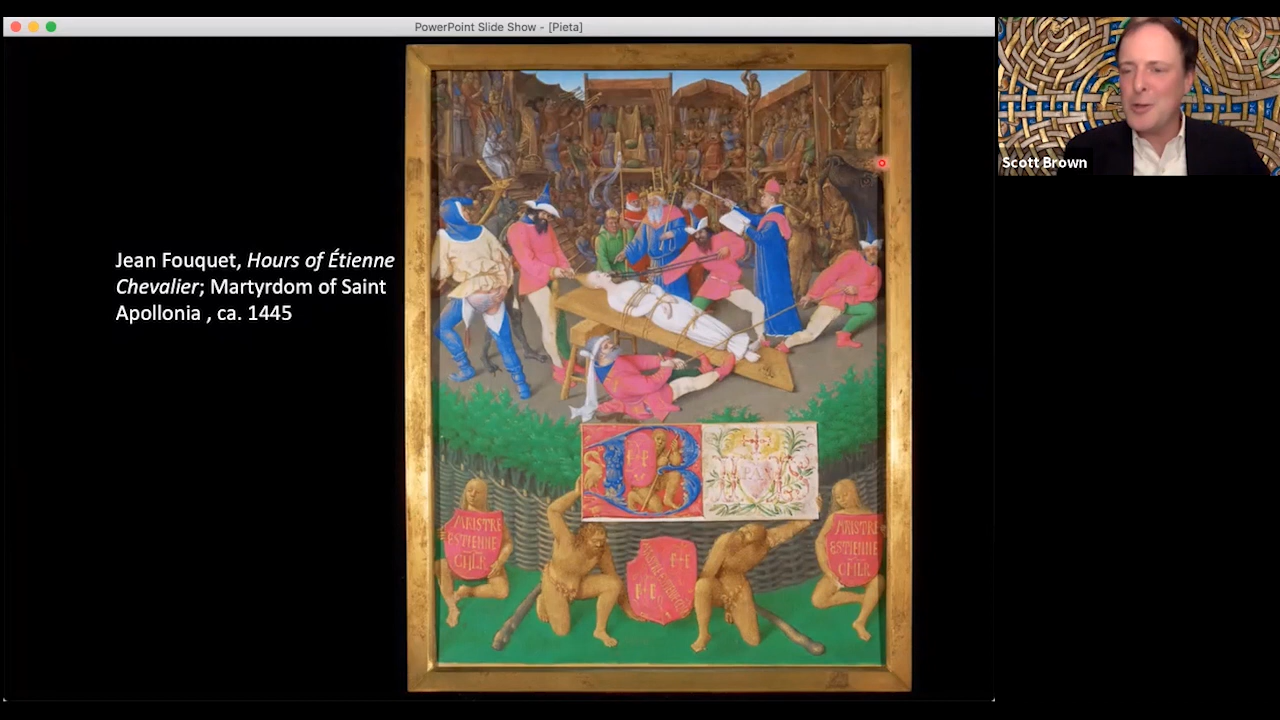 PowerPoint Slide Show - [Pieta]
Scott Brown
Jean Fouquet, Hours of Étienne
Chevalier; Martyrdom of Saint
Apollonia , ca. 1445
MAISTRE
ESTIENNE
CHLR
MAISTRE
ESTIENNE
CHLR